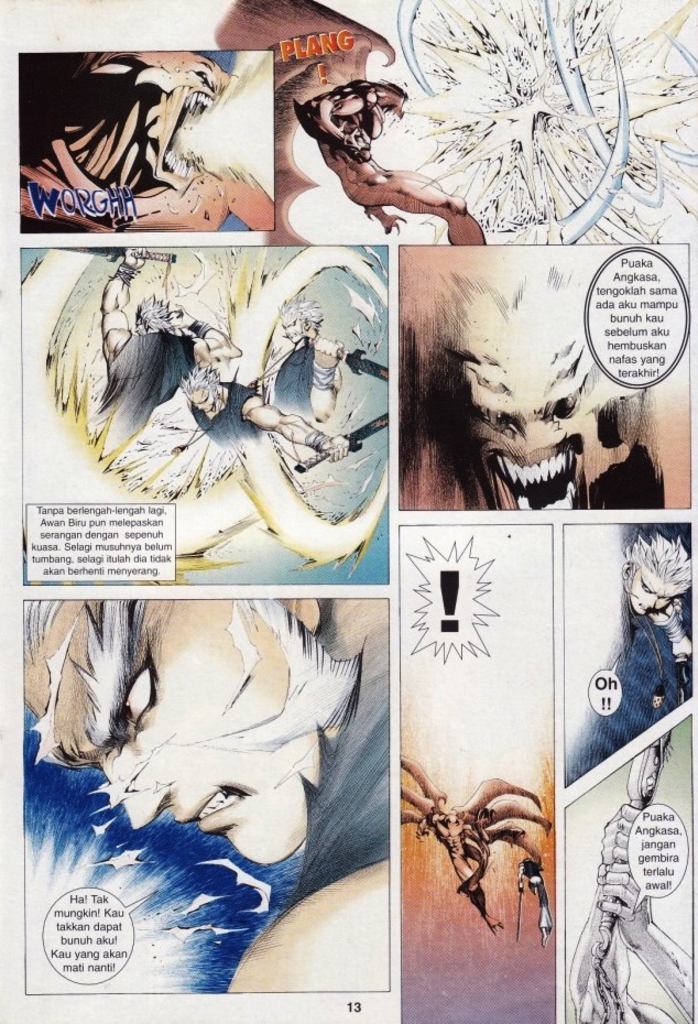 PLANG
!
WORGHH
Puaka
Angkasa,
tengoklah sama
ada aku mampu
bunuh kau
sebelum aku
hembuskan
nafas yang
terakhir!
Tanpa berlengah-lengah lagi,
Awan Biru pun melepaskan
serangan dengan sepenuh
kuasa. Selagi musuhnya belum
tumbang, selagi itulah dia tidak
akan berhenti menyerang.
!
Oh
!!
Puaka
Angkasa,
jangan
gembira
terlalu
awal!
Ha! Tak
mungkin! Kau
takkan dapat
bunuh aku!
Kau yang akan
mati nanti!
13